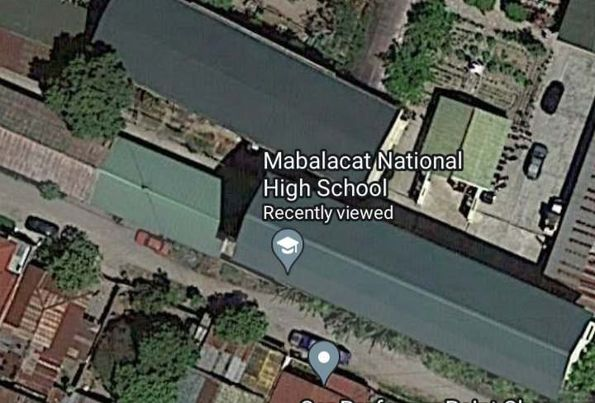 Mabalacat National
High School
Recently viewed